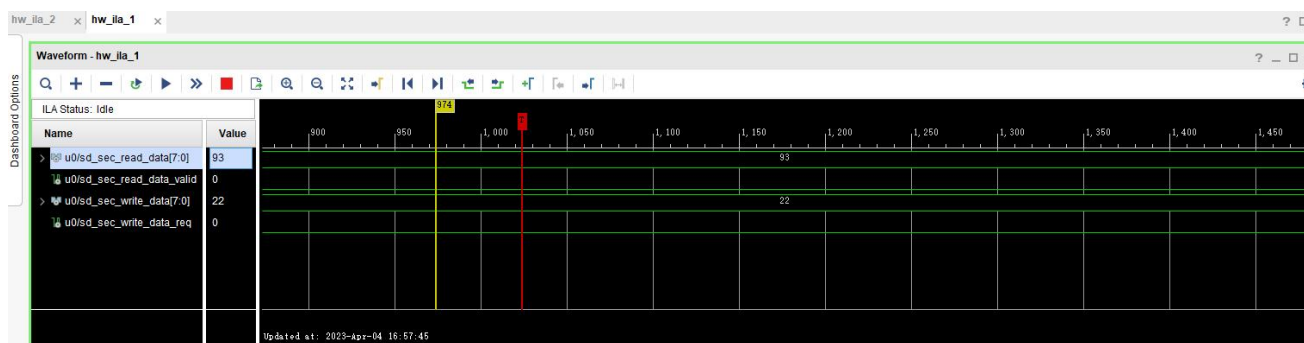 hw_ila_2 × hw_ila_1 ×
Dashboard Options
Waveform - hw_ila_1
ILA Status: Idle
Name Value
974
900 950 1,000 1,050 1,100 1,150 1,200 1,250 1,300 1,350 1,400 1,450
u0/sd_sec_read_data[7:0] 93 93
u0/sd_sec_read_data_valid 0
u0/sd_sec_write_data[7:0] 22 22
u0/sd_sec_write_data_req 0
Updated at: 2023-Apr-04 16:57:45